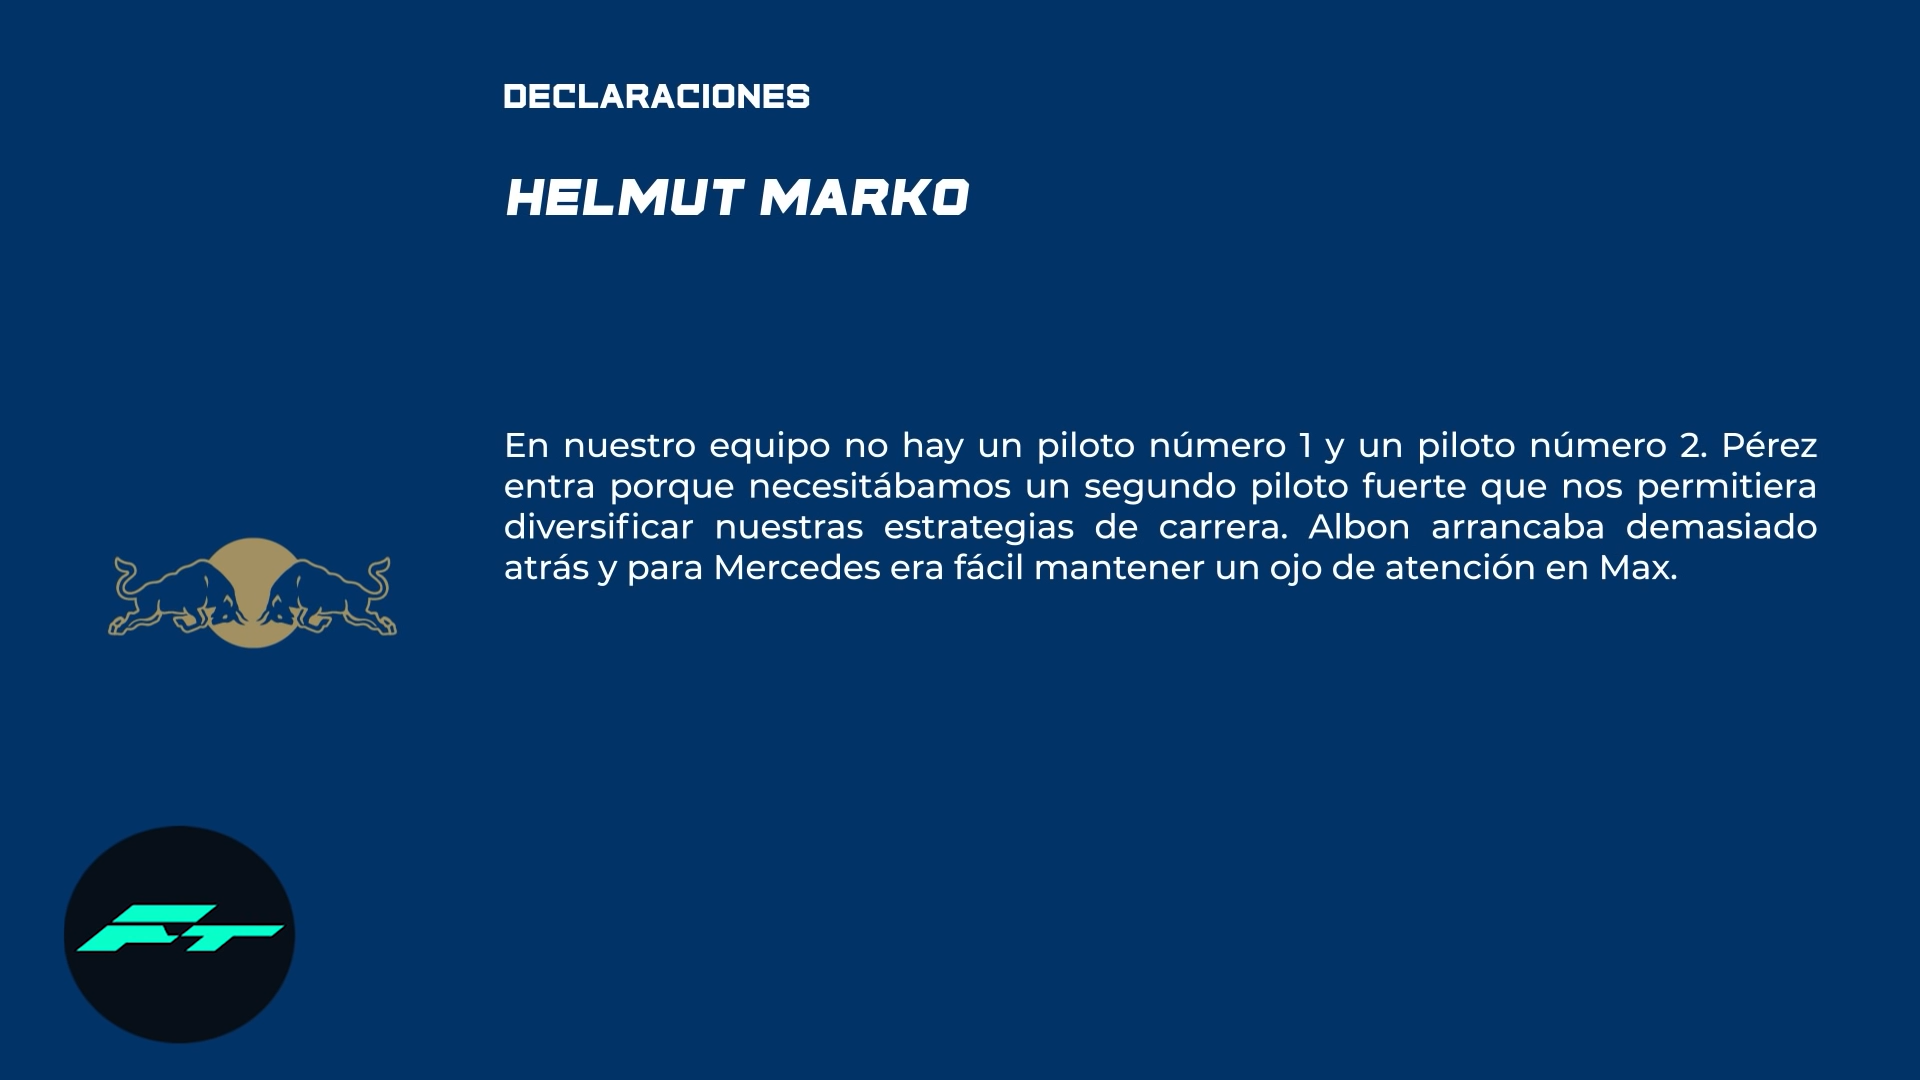 DECLARACIONES
HELMUT MARKO
En nuestro equipo no hay un piloto número 1 y un piloto número 2. Pérez
entra porque necesitábamos un segundo piloto fuerte que nos permitiera
diversificar nuestras estrategias de carrera. Albon arrancaba demasiado
atrás y para Mercedes era fácil mantener un ojo de atención en Max.
FT